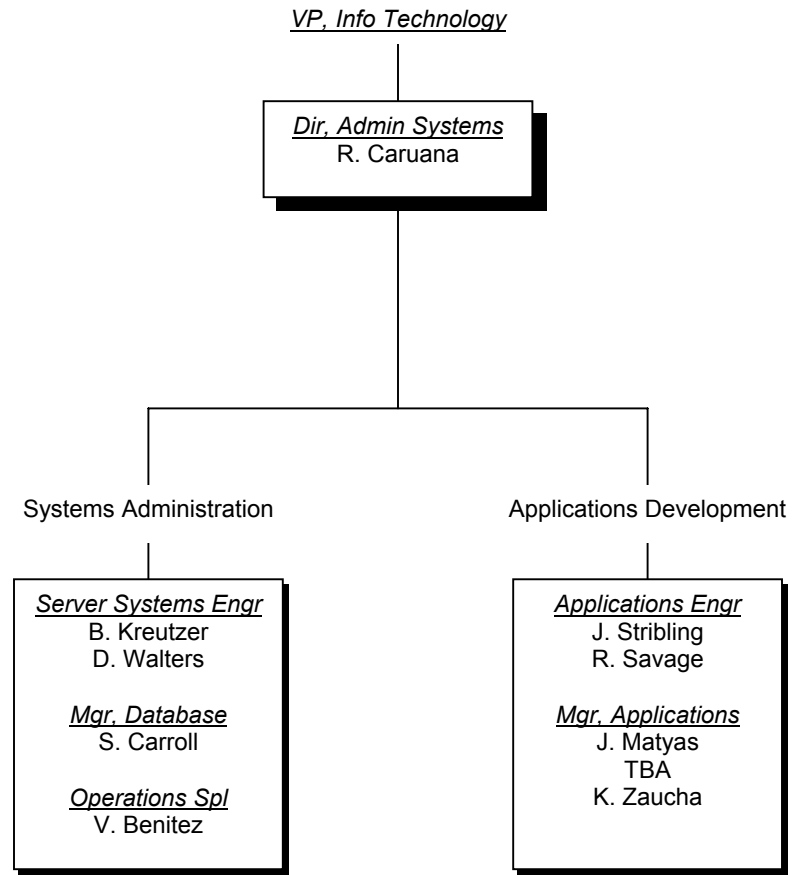 VP, Info Technology
Dir, Admin Systems
R. Caruana
Systems Administration
Server Systems Engr
B. Kreutzer
D. Walters
Mgr, Database
S. Carroll
Operations Spl
V. Benitez
Applications Development
Applications Engr
J. Stribling
R. Savage
Mgr, Applications
J. Matyas
TBA
K. Zaucha